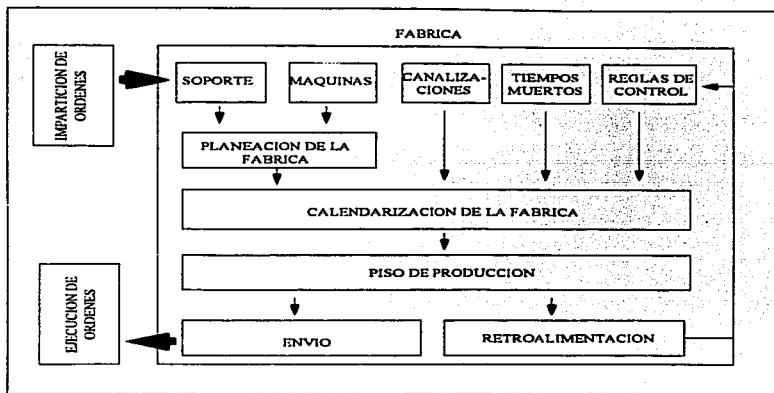 FABRICA
IMPARTICION DE
ORDENES
SOPORTE
MAQUINAS
CANALIZA-
CIONES
TIEMPOS
MUERTOS
REGLAS DE
CONTROL
PLANEACION DE LA
FABRICA
CALENDARIZACION DE LA FABRICA
PISO DE PRODUCCION
EJECUCION DE
ORDENES
ENVIO
RETROALIMENTACION